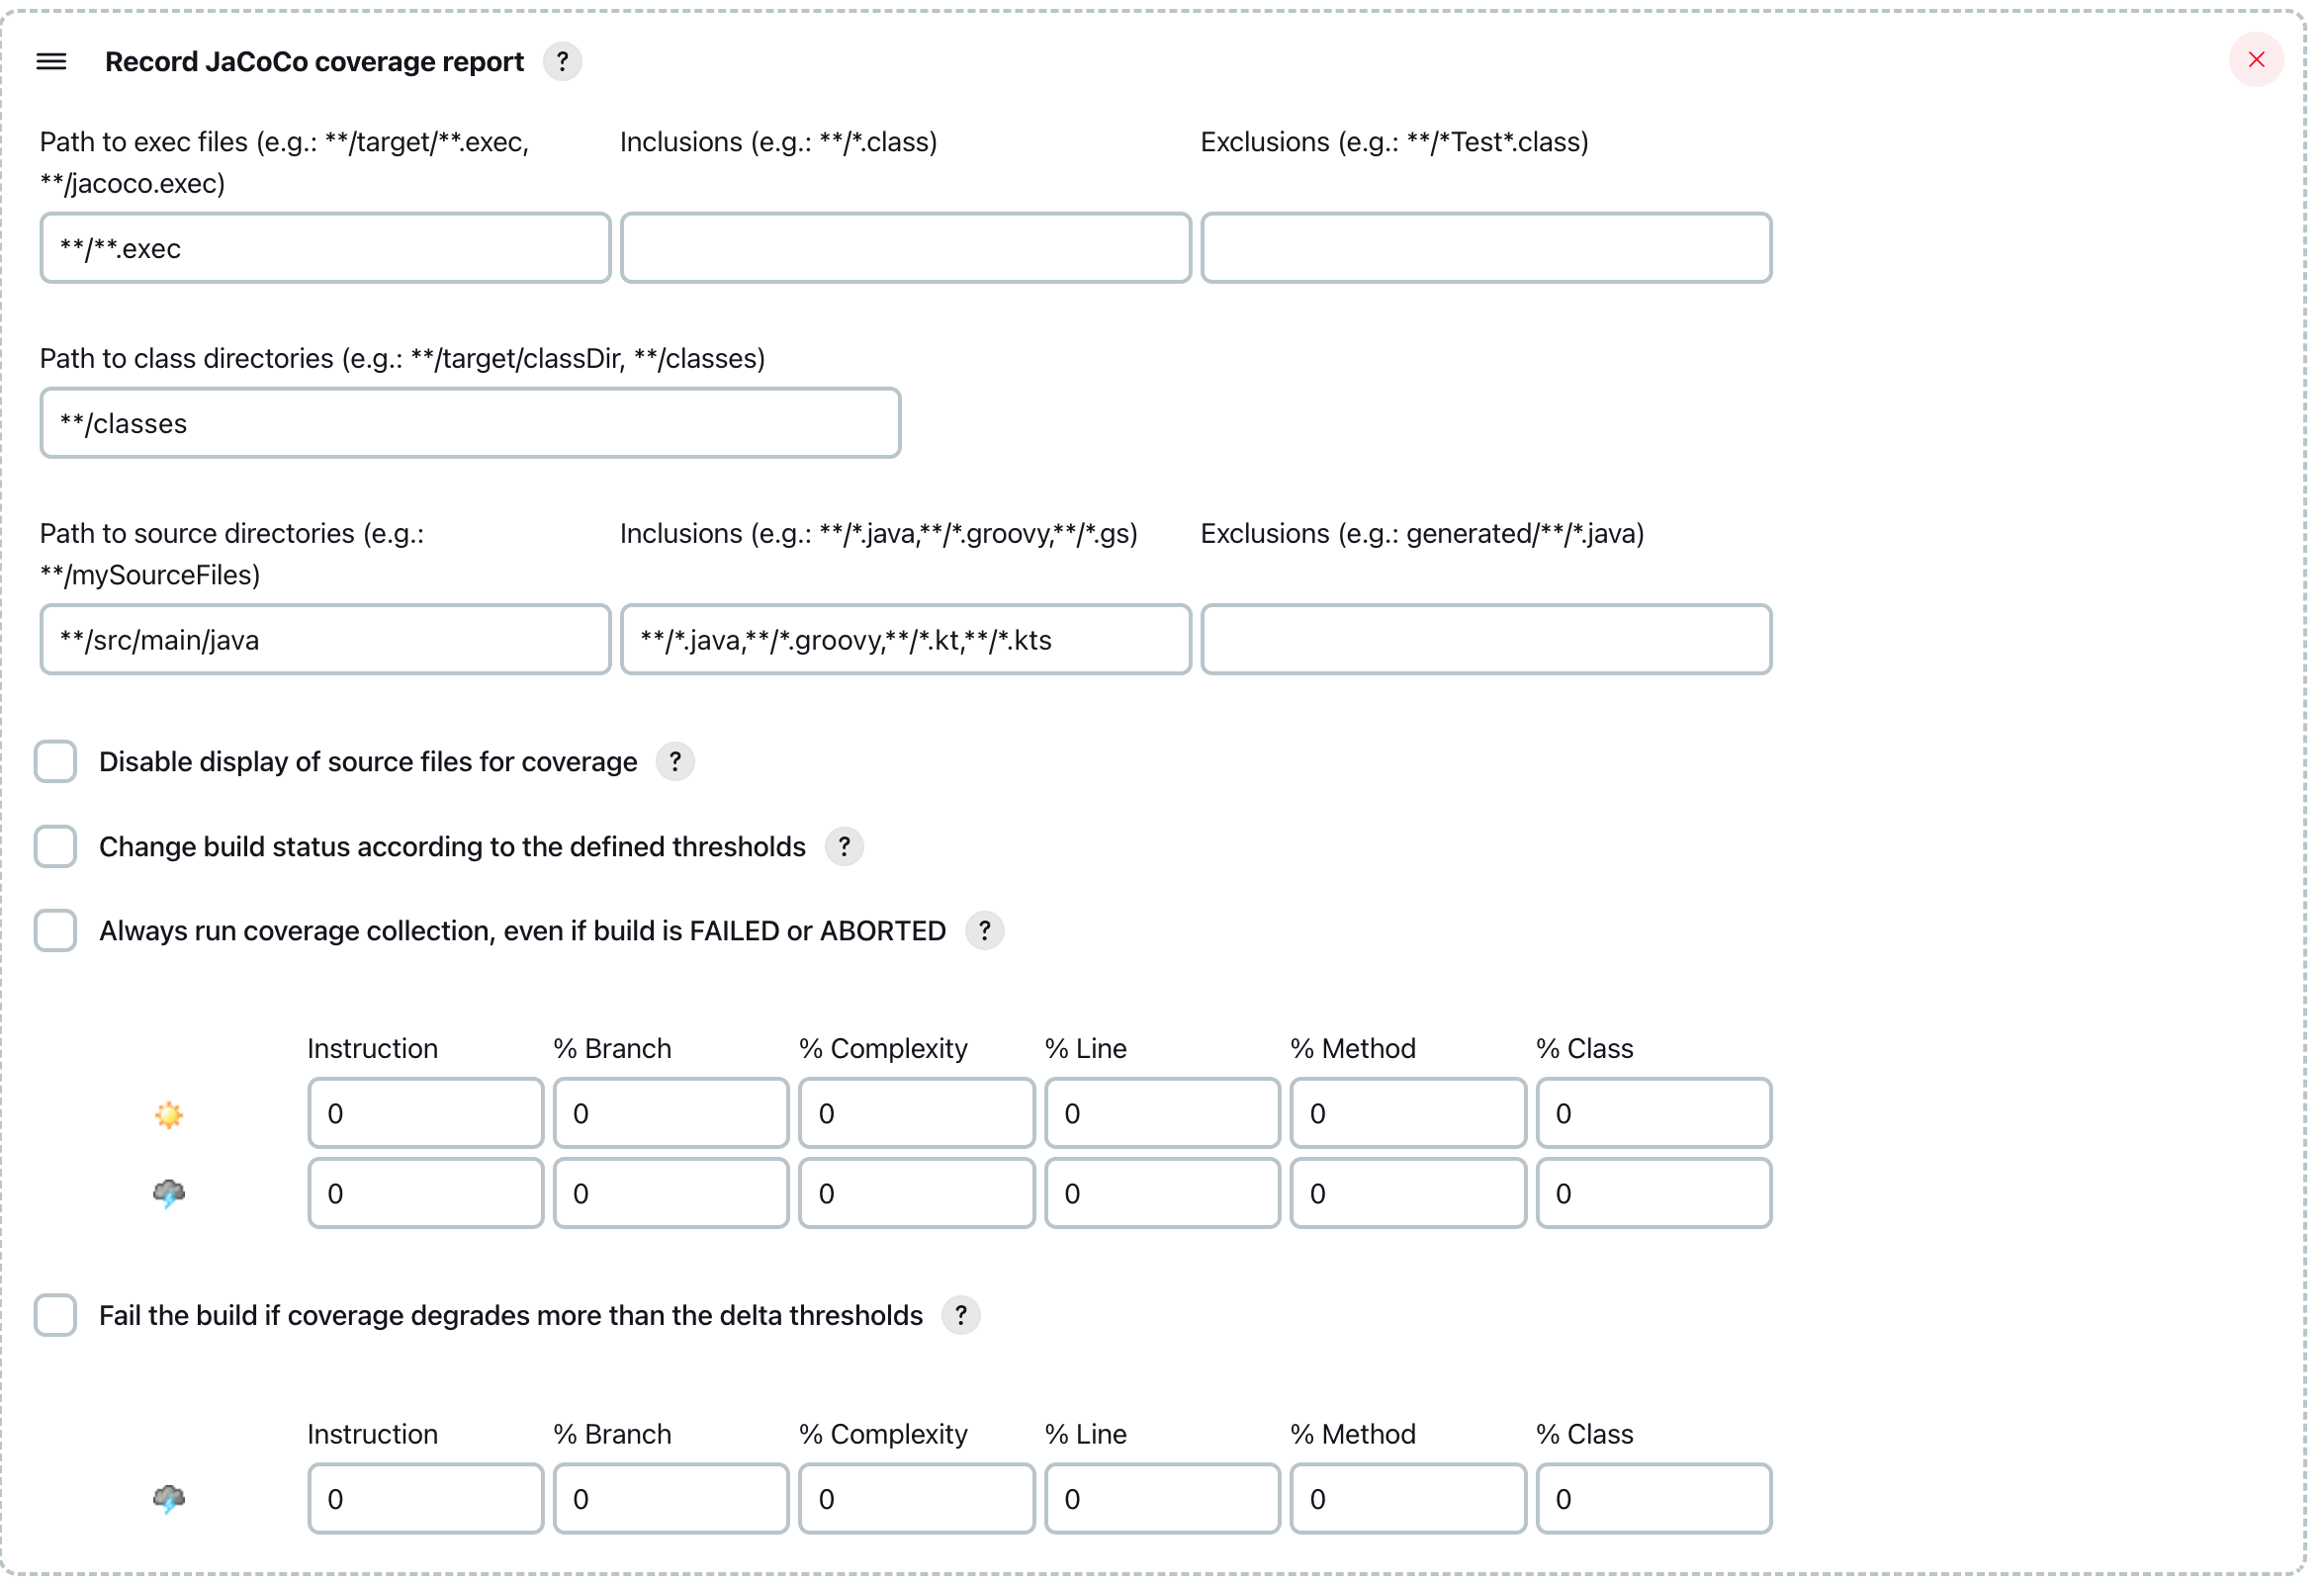 Record JaCoCo coverage report ?
Path to exec files (e.g.: **/target/**.exec, **/jacoco.exec)
Inclusions (e.g.: **/*.class)
Exclusions (e.g.: **/*Test*.class)
**/**.exec
Path to class directories (e.g.: **/target/classDir, **/classes)
**/classes
Path to source directories (e.g.: **/mySourceFiles)
Inclusions (e.g.: **/*.java,**/*.groovy,**/*.gs)
Exclusions (e.g.: generated/**/*.java)
**/src/main/java
**/*.java,**/*.groovy,**/*.kt,**/*.kts
Disable display of source files for coverage ?
Change build status according to the defined thresholds ?
Always run coverage collection, even if build is FAILED or ABORTED ?
Instruction % Branch % Complexity % Line % Method % Class
0 0 0 0 0 0
0 0 0 0 0 0
Fail the build if coverage degrades more than the delta thresholds ?
Instruction % Branch % Complexity % Line % Method % Class
0 0 0 0 0 0